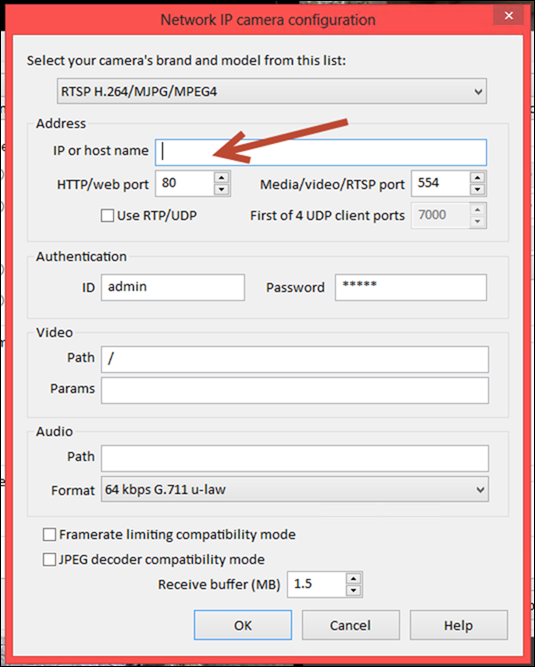 Network IP camera configuration
Select your camera's brand and model from this list:
RTSP H.264/MJPG/MPEG4
Address
IP or host name
HTTP/web port 80 Media/video/RTSP port 554
Use RTP/UDP First of 4 UDP client ports 7000
Authentication
ID admin Password *****
Video
Path /
Params
Audio
Path
Format 64 kbps G.711 u-law
Framerate limiting compatibility mode
JPEG decoder compatibility mode
Receive buffer (MB) 1.5
OK Cancel Help